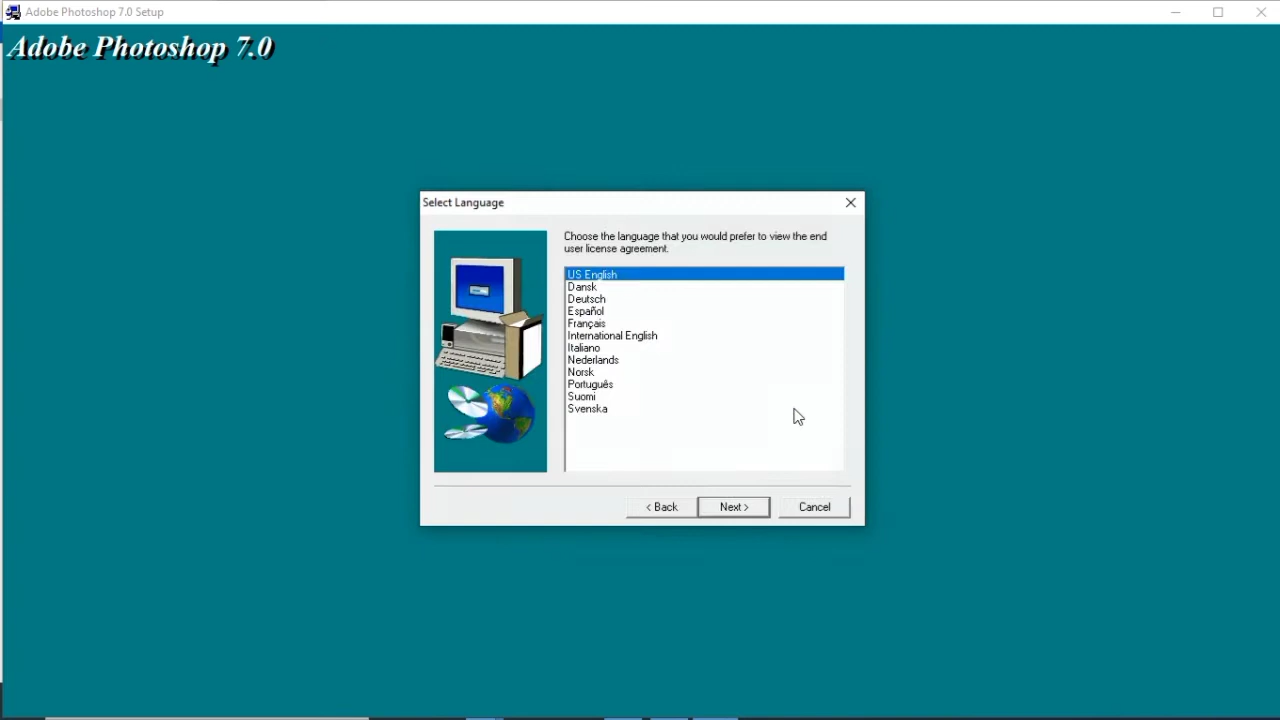 Adobe Photoshop 7.0 Setup
Adobe Photoshop 7.0
Select Language
Choose the language that you would prefer to view the end
user license agreement.
US English
Dansk
Deutsch
Español
Français
International English
Italiano
Nederlands
Norsk
Português
Suomi
Svenska
< Back
Next >
Cancel